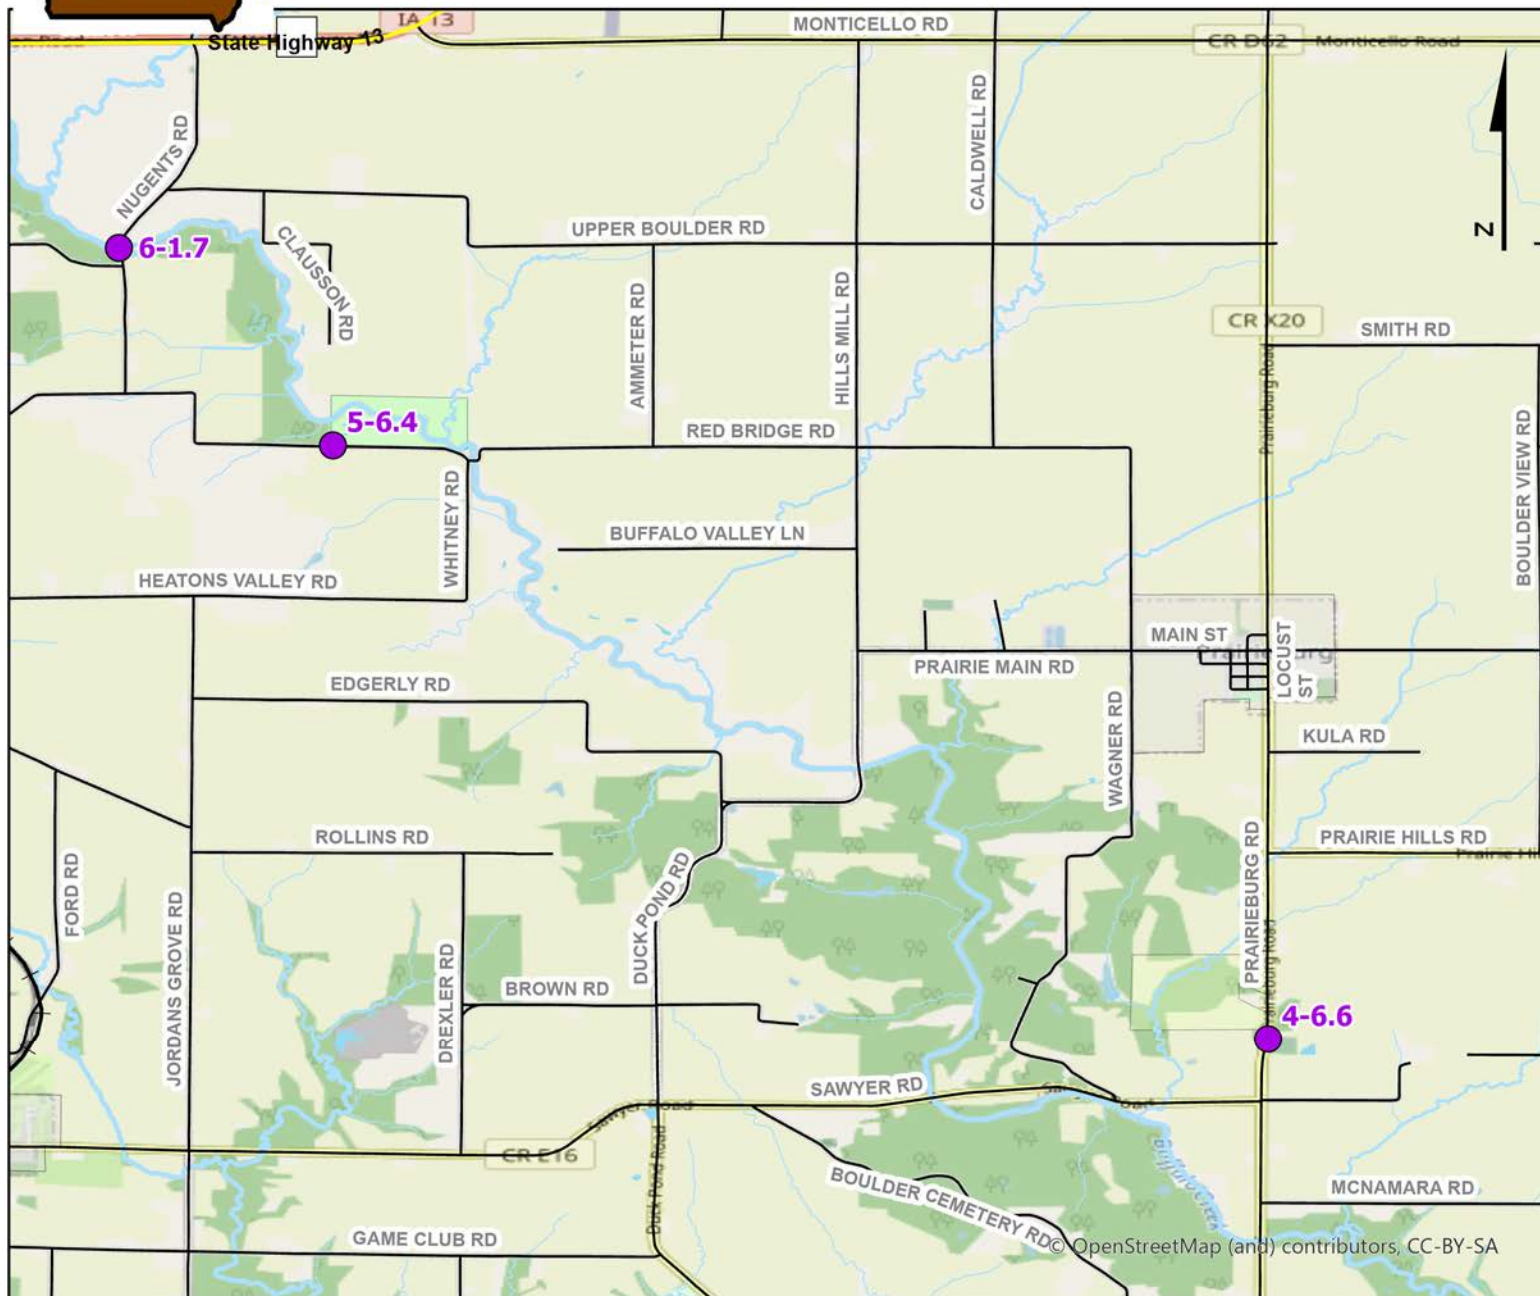 IA 13
MONTICELLO RD
State Highway 13
CR D62
Monticello Road
NUGENTS RD
CALDWELL RD
CLAUSSON RD
UPPER BOULDER RD
Z
6-1.7
AMMETER RD
HILLS MILL RD
CR X20
SMITH RD
Prairieburg Road
5-6.4
RED BRIDGE RD
BOULDER VIEW RD
WHITNEY RD
BUFFALO VALLEY LN
HEATONS VALLEY RD
MAIN ST
PRAIRIE MAIN RD
LOCUST
ST
EDGERLY RD
WAGNER RD
KULA RD
ROLLINS RD
PRAIRIE HILLS RD
FORD RD
JORDANS GROVE RD
DUCK POND RD
PRAIRIEBURG RD
DREXLER RD
BROWN RD
4-6.6
SAWYER RD
Sawyer Road
CR E16
Duck Pond Road
Buffalo Creek
BOULDER CEMETERY RD
MCNAMARA RD
GAME CLUB RD
© OpenStreetMap (and) contributors, CC-BY-SA